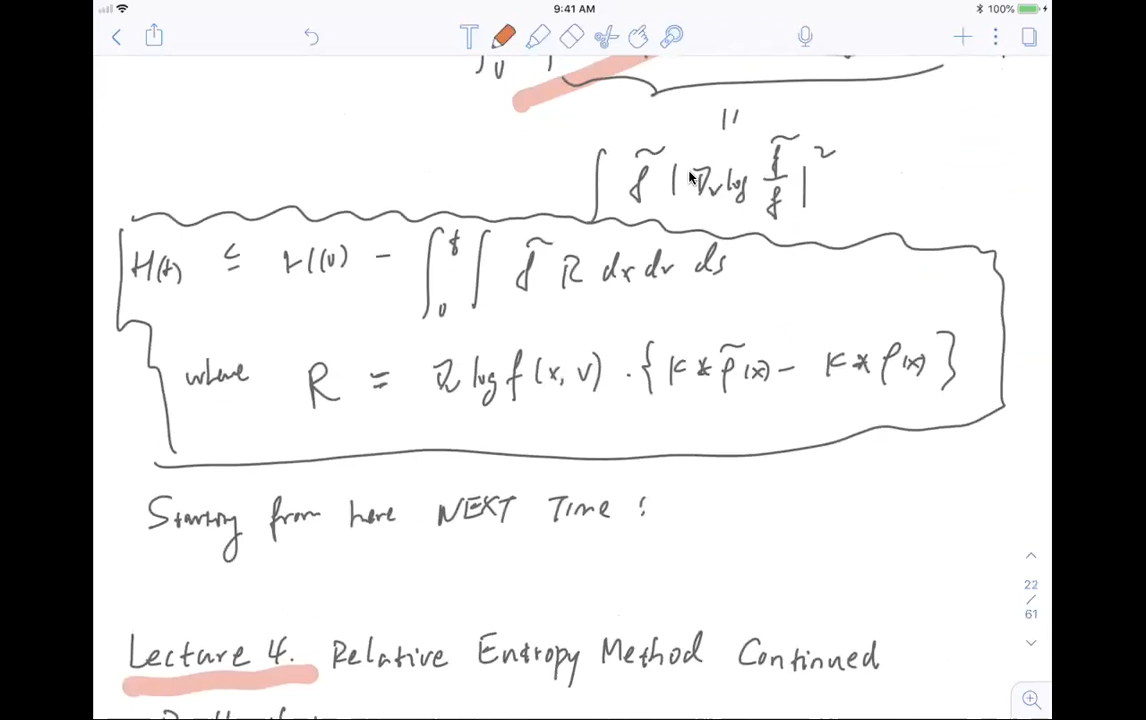 9:41 AM
100%
∫ f̃ |∇ᵥ log f̃/f|²
H(t) ≤ H(0) − ∫₀ᵗ ∫ f̃ R dx dv ds
where R = ∇ᵥ log f(x, v) · { K * ρ̃(x) − K * ρ(x) }
Starting from here NEXT Time !
22
/
61
Lecture 4. Relative Entropy Method Continued